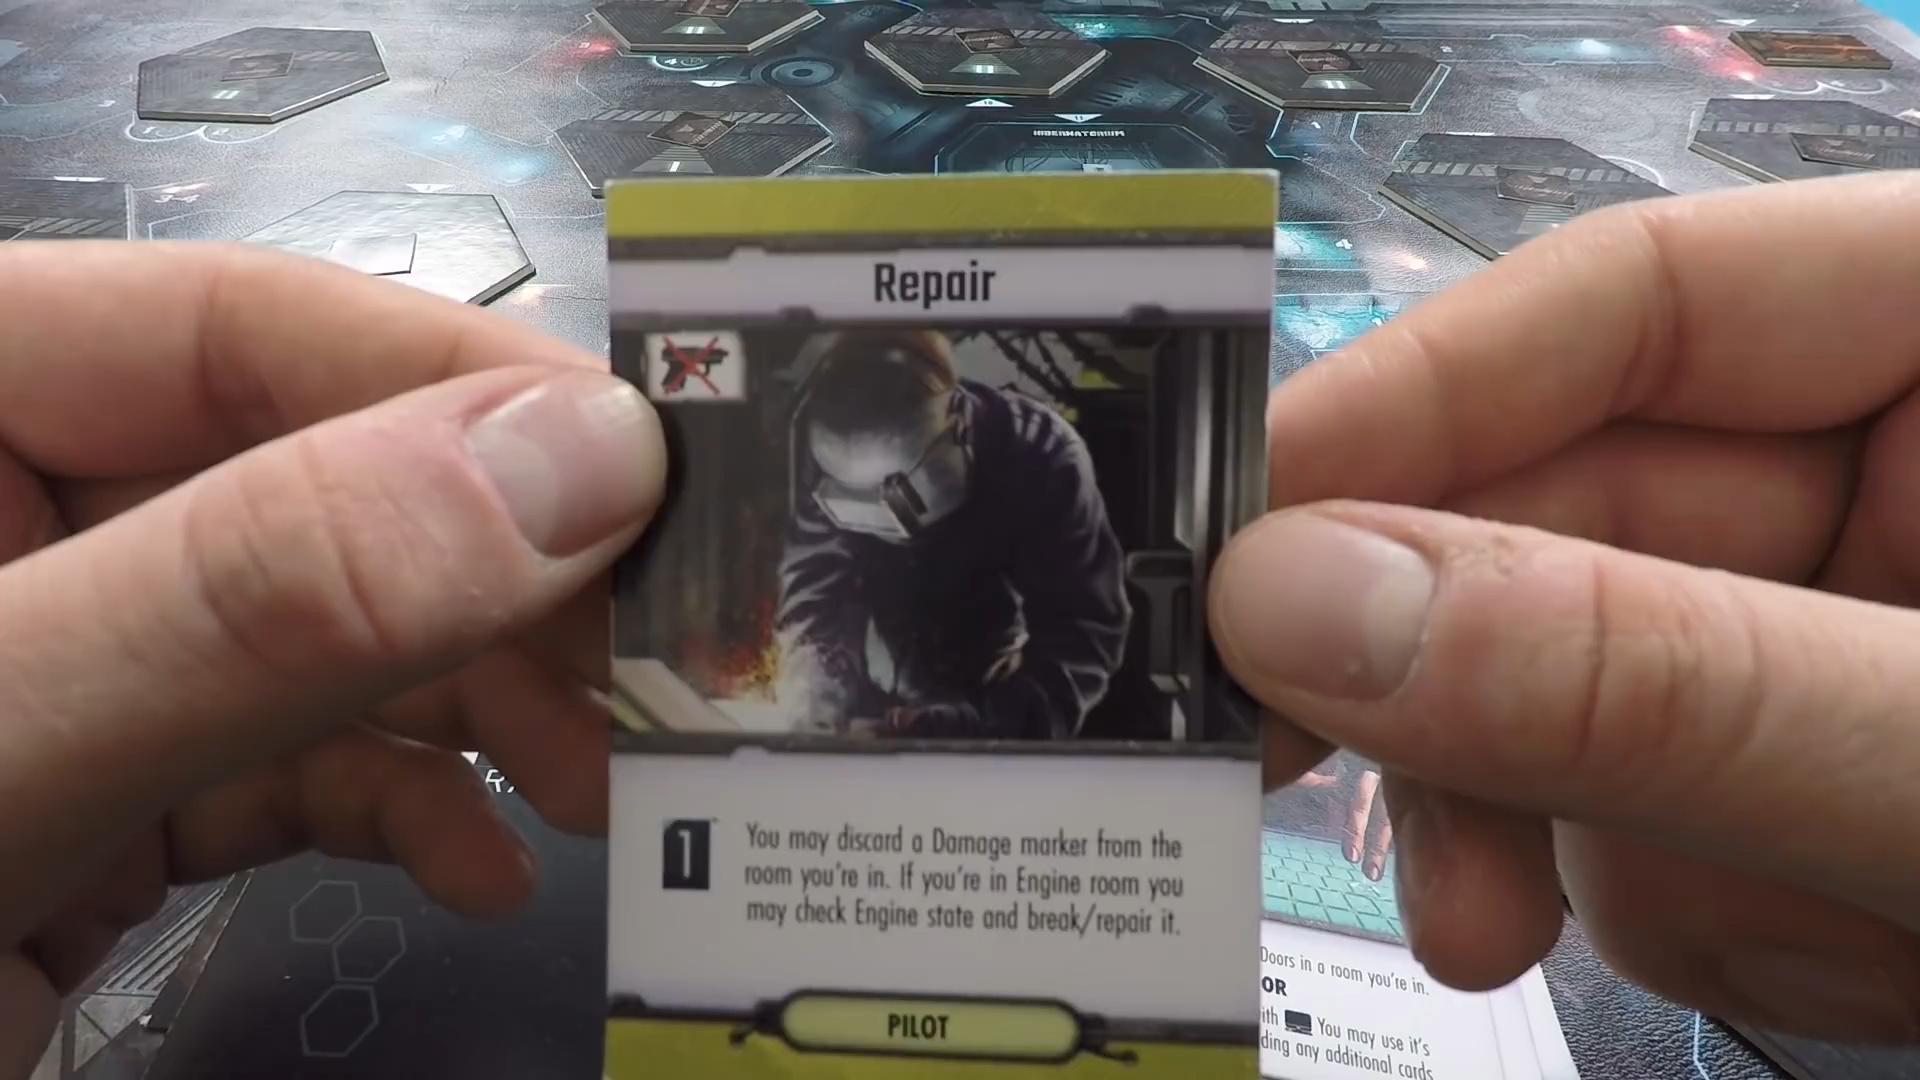 HIBERNATORIUM
Repair
1
You may discard a Damage marker from the
room you're in. If you're in Engine room you
may check Engine state and break/repair it.
PILOT
Doors in a room you're in.
OR
You may use it's
any additional cards